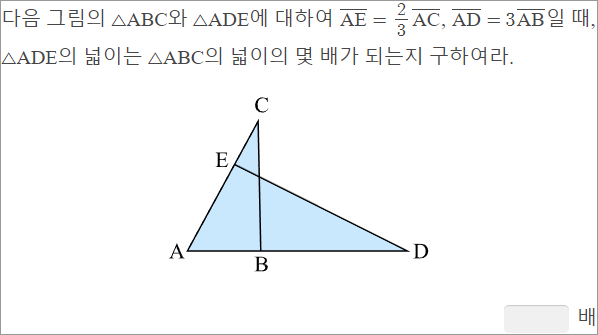 다음 그림의 △ABC와 △ADE에 대하여 $\overline{AE} = \frac{2}{3}\overline{AC}$, $\overline{AD} = 3\overline{AB}$일 때,
△ADE의 넓이는 △ABC의 넓이의 몇 배가 되는지 구하여라.
C
E
A
D
B
배